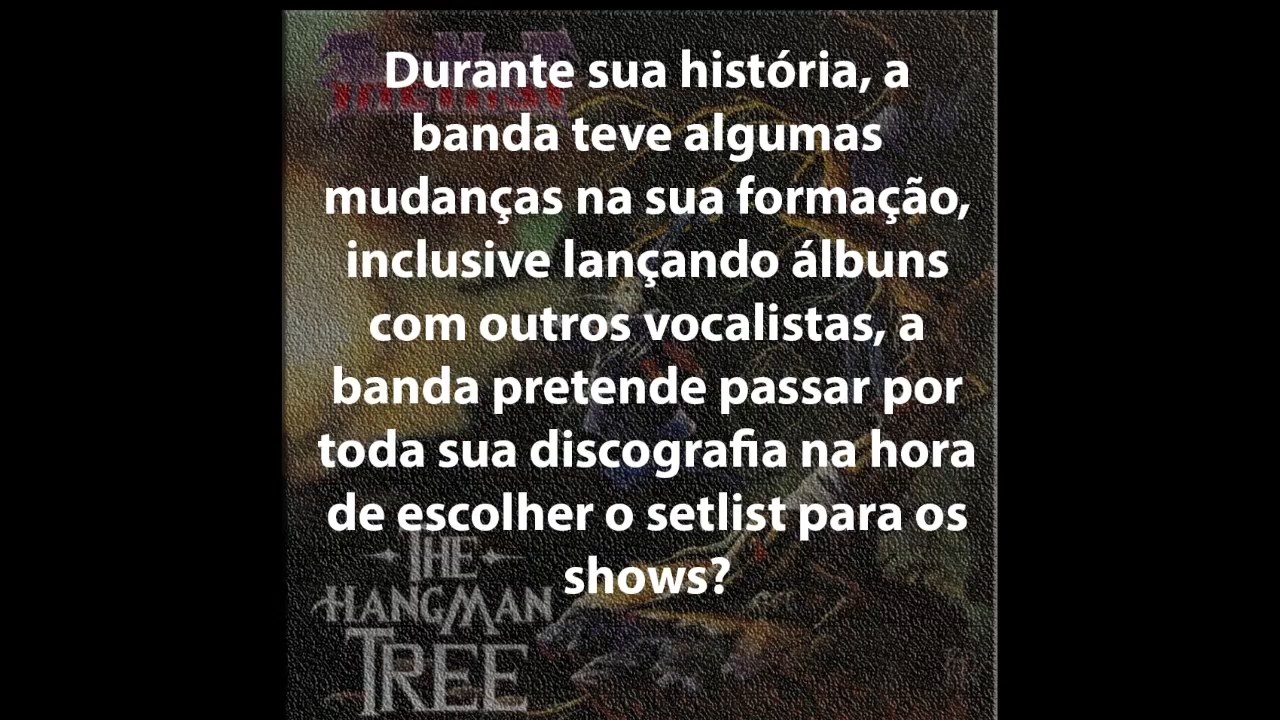 Durante sua história, a
banda teve algumas
mudanças na sua formação,
inclusive lançando álbuns
com outros vocalistas, a
banda pretende passar por
toda sua discografia na hora
de escolher o setlist para os
shows?
THE
HANGMAN
TREE